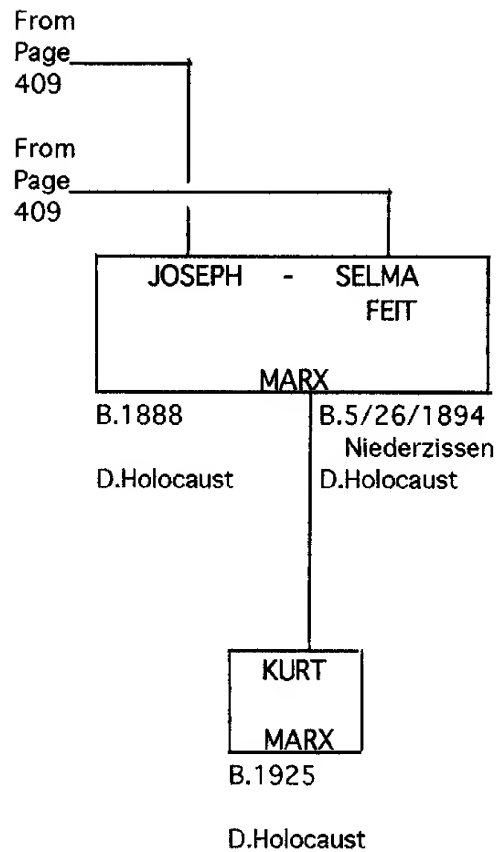 From
Page
409
From
Page
409
JOSEPH - SELMA
FEIT
MARX
B.1888 B.5/26/1894
Niederzissen
D.Holocaust D.Holocaust
KURT
MARX
B.1925
D.Holocaust